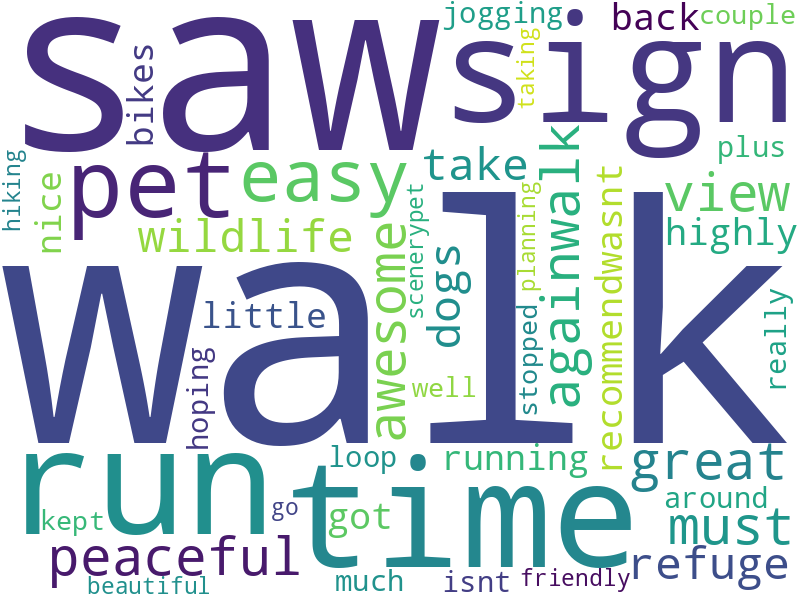 saw
sign
jogging
back
couple
taking
bikes
hiking
nice
pet
easy
take
againwalk
plus
view
highly
wildlife
awesome
scenerypet
dogs
planning
recommendwasnt
walk
little
stopped
really
hoping
well
run
time
loop
running
great
kept
go
got
around
must
peaceful
refuge
beautiful
much
isnt
friendly